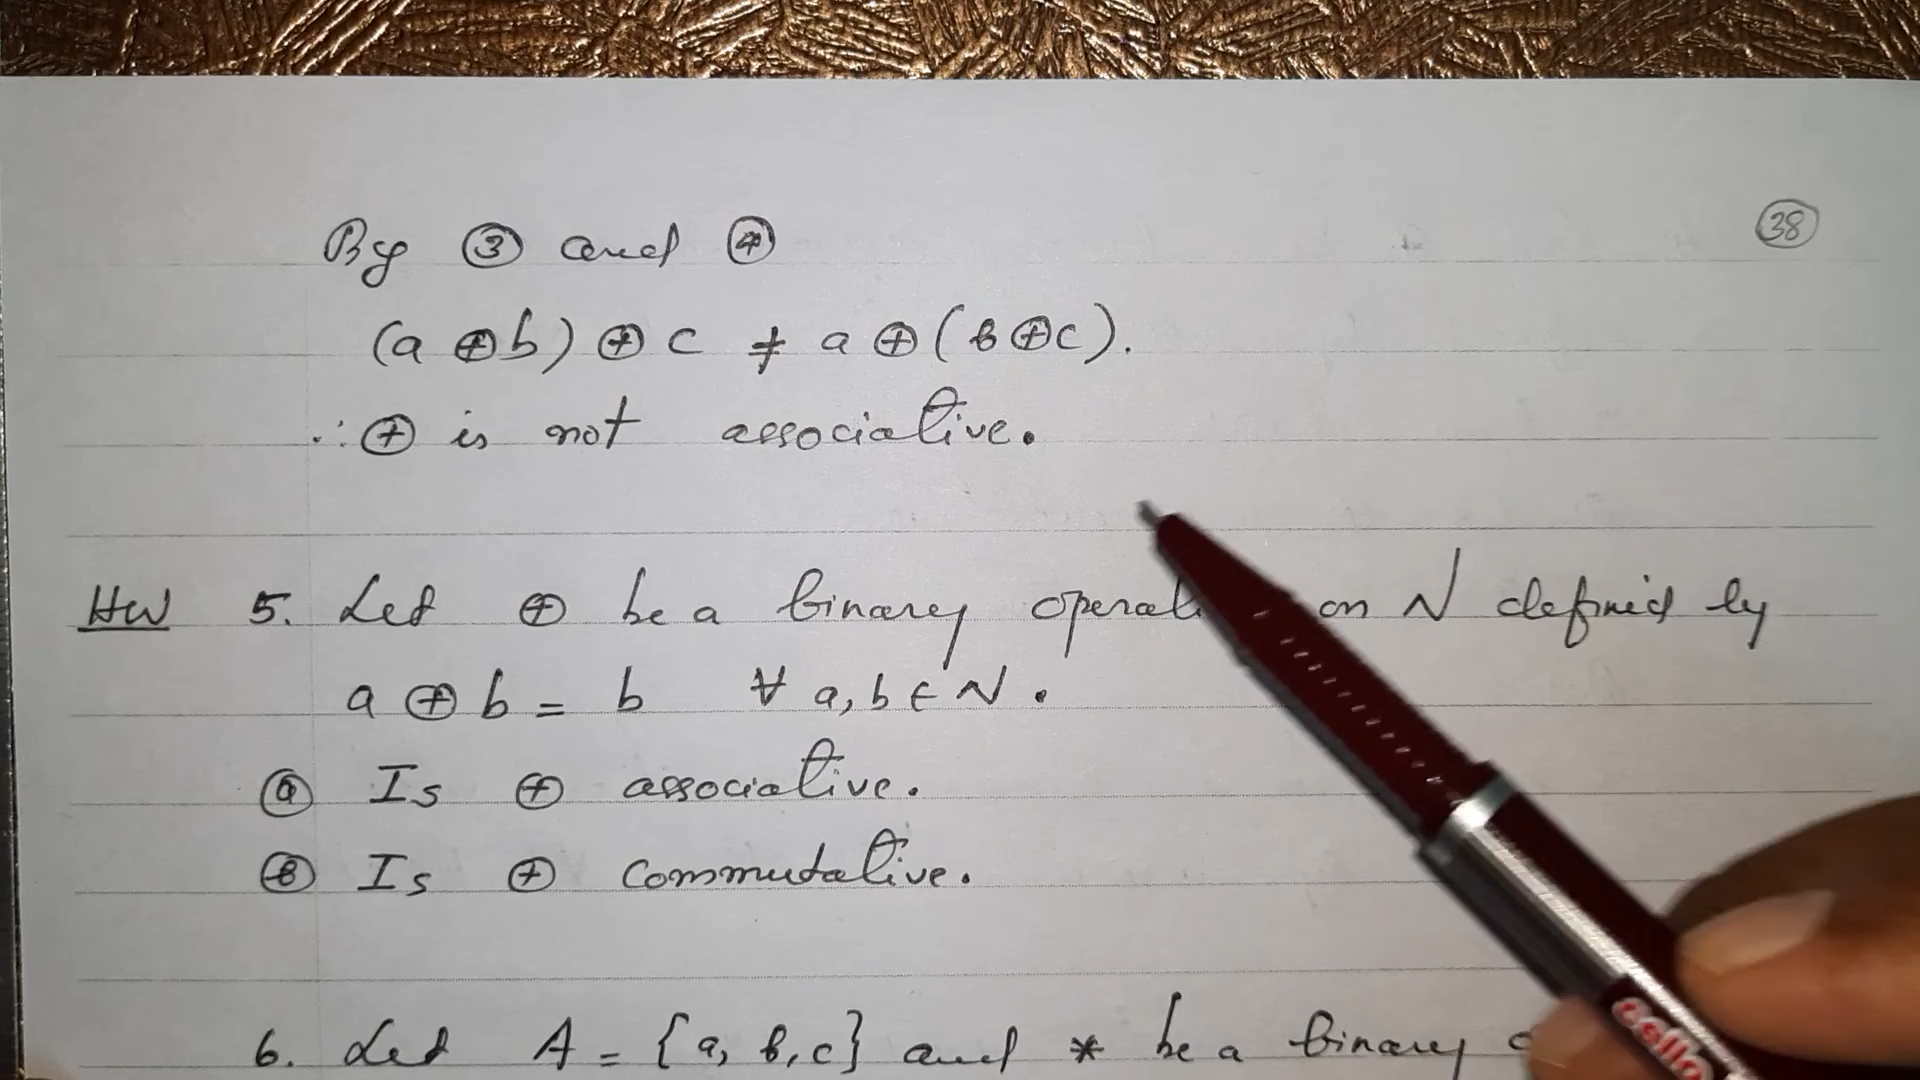 38
By ③ and ④
(a ⊕ b) ⊕ c ≠ a ⊕ (b ⊕ c).
∴ ⊕ is not associative.
HW 5. Let ⊕ be a binary operati on N defined by
a ⊕ b = b ∀ a, b ∈ N.
ⓐ Is ⊕ associative.
ⓑ Is ⊕ commutative.
6. Let A = {a, b, c} and * be a binary
cello